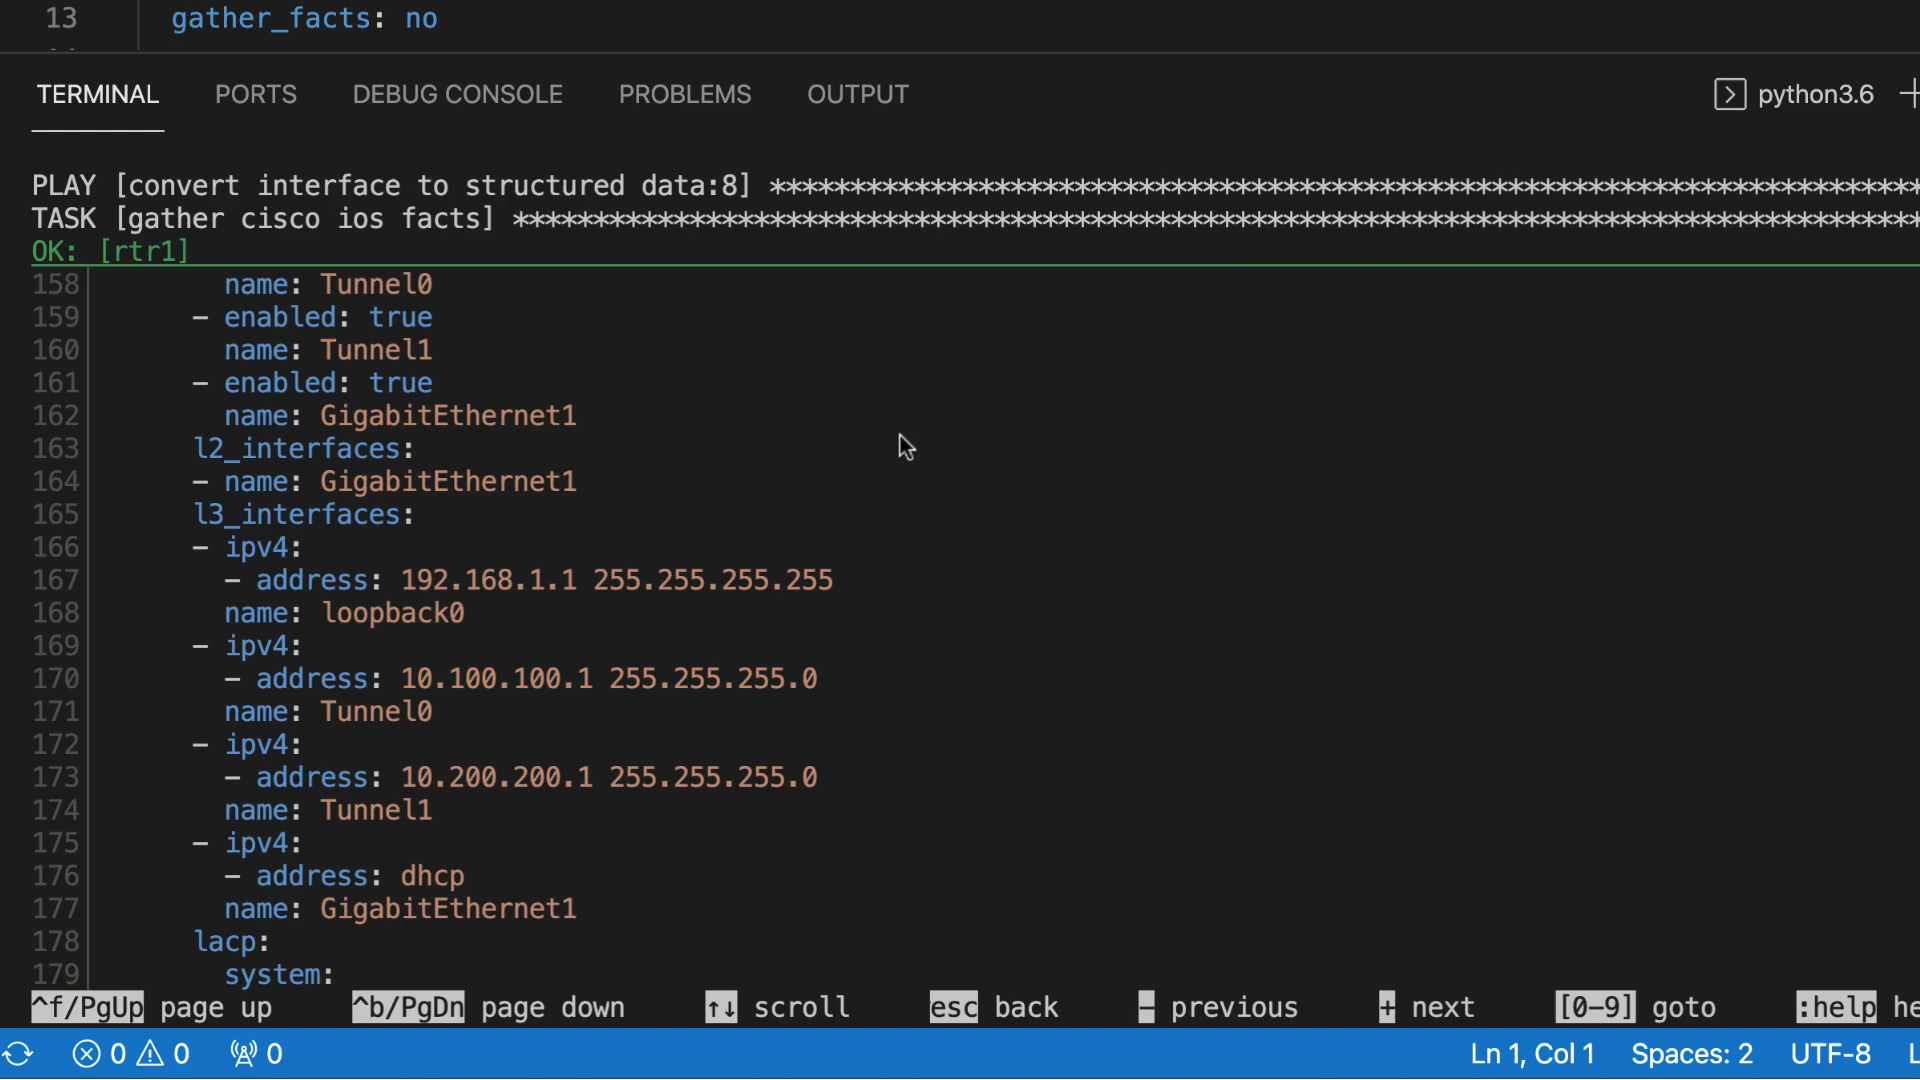 13 gather_facts: no
TERMINAL PORTS DEBUG CONSOLE PROBLEMS OUTPUT python3.6
PLAY [convert interface to structured data:8] *******************************************************************************
TASK [gather cisco ios facts] ***********************************************************************************************
OK: [rtr1]
158 name: Tunnel0
159 - enabled: true
160 name: Tunnel1
161 - enabled: true
162 name: GigabitEthernet1
163 l2_interfaces:
164 - name: GigabitEthernet1
165 l3_interfaces:
166 - ipv4:
167 - address: 192.168.1.1 255.255.255.255
168 name: loopback0
169 - ipv4:
170 - address: 10.100.100.1 255.255.255.0
171 name: Tunnel0
172 - ipv4:
173 - address: 10.200.200.1 255.255.255.0
174 name: Tunnel1
175 - ipv4:
176 - address: dhcp
177 name: GigabitEthernet1
178 lacp:
179 system:
^f/PgUp page up ^b/PgDn page down ↑↓ scroll esc back - previous + next [0-9] goto :help he
0 0 0 Ln 1, Col 1 Spaces: 2 UTF-8 L